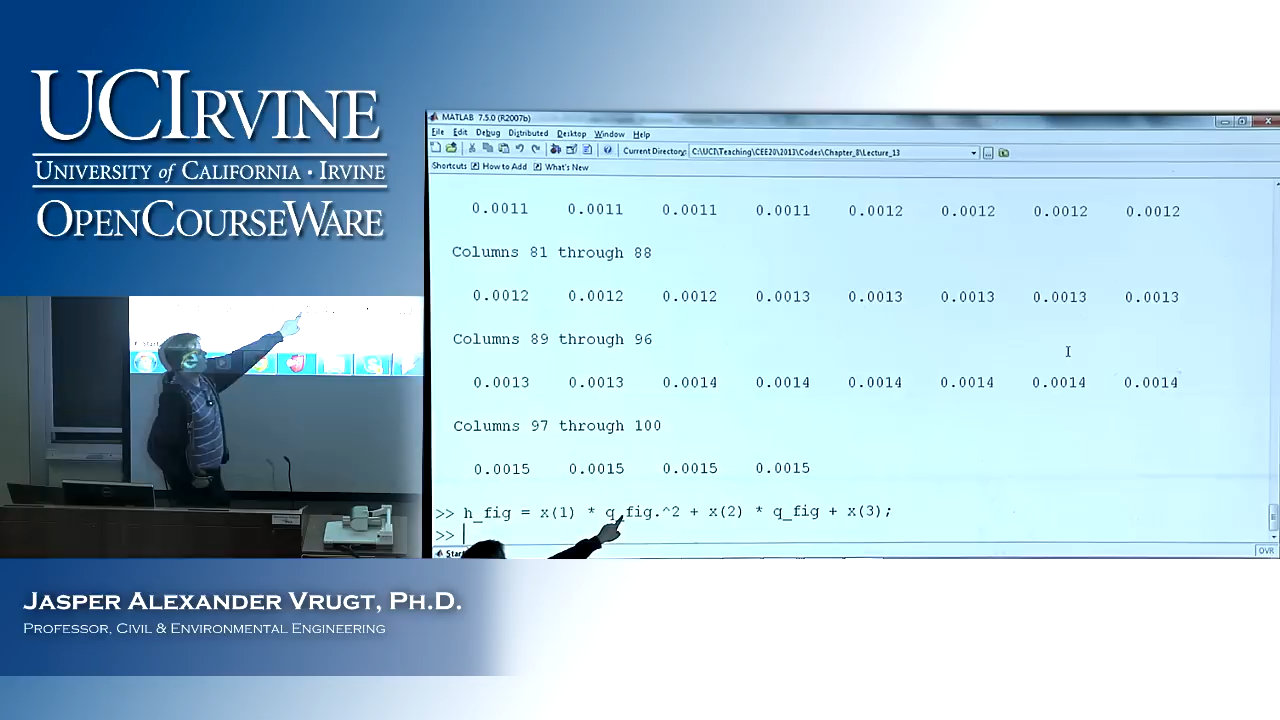 UCIRVINE
UNIVERSITY of CALIFORNIA · IRVINE
OPENCOURSEWARE
MATLAB 7.5.0 (R2007b)
File Edit Debug Distributed Desktop Window Help
Current Directory: C:\UCI\Teaching\CEE20\2013\Codes\Chapter_8\Lecture_13
Shortcuts How to Add What's New
0.0011 0.0011 0.0011 0.0011 0.0012 0.0012 0.0012 0.0012
Columns 81 through 88
0.0012 0.0012 0.0012 0.0013 0.0013 0.0013 0.0013 0.0013
Columns 89 through 96
0.0013 0.0013 0.0014 0.0014 0.0014 0.0014 0.0014 0.0014
Columns 97 through 100
0.0015 0.0015 0.0015 0.0015
>> h_fig = x(1) * q_fig.^2 + x(2) * q_fig + x(3);
>>
OVR
JASPER ALEXANDER VRUGT, PH.D.
PROFESSOR, CIVIL & ENVIRONMENTAL ENGINEERING